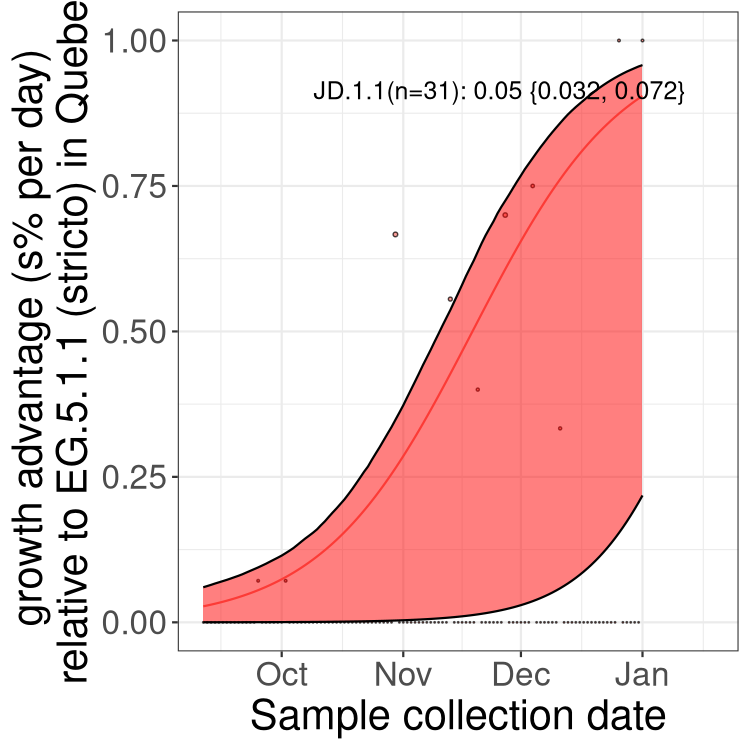 growth advantage (s% per day)
relative to EG.5.1.1 (stricto) in Quebe
1.00
0.75
0.50
0.25
0.00
JD.1.1(n=31): 0.05 {0.032, 0.072}
Oct Nov Dec Jan
Sample collection date